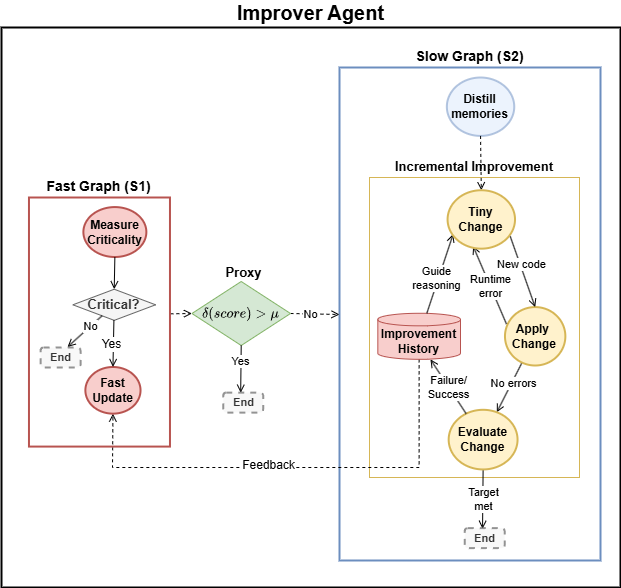 Improver Agent
Slow Graph (S2)
Distill
memories
Incremental Improvement
Tiny
Change
New code
Guide
reasoning
Runtime
error
Apply
Change
Improvement
History
No errors
Failure/
Success
Evaluate
Change
Target
met
End
Fast Graph (S1)
Measure
Criticality
Critical?
No
End
Yes
Fast
Update
Proxy
δ(score) > μ
No
Yes
End
Feedback